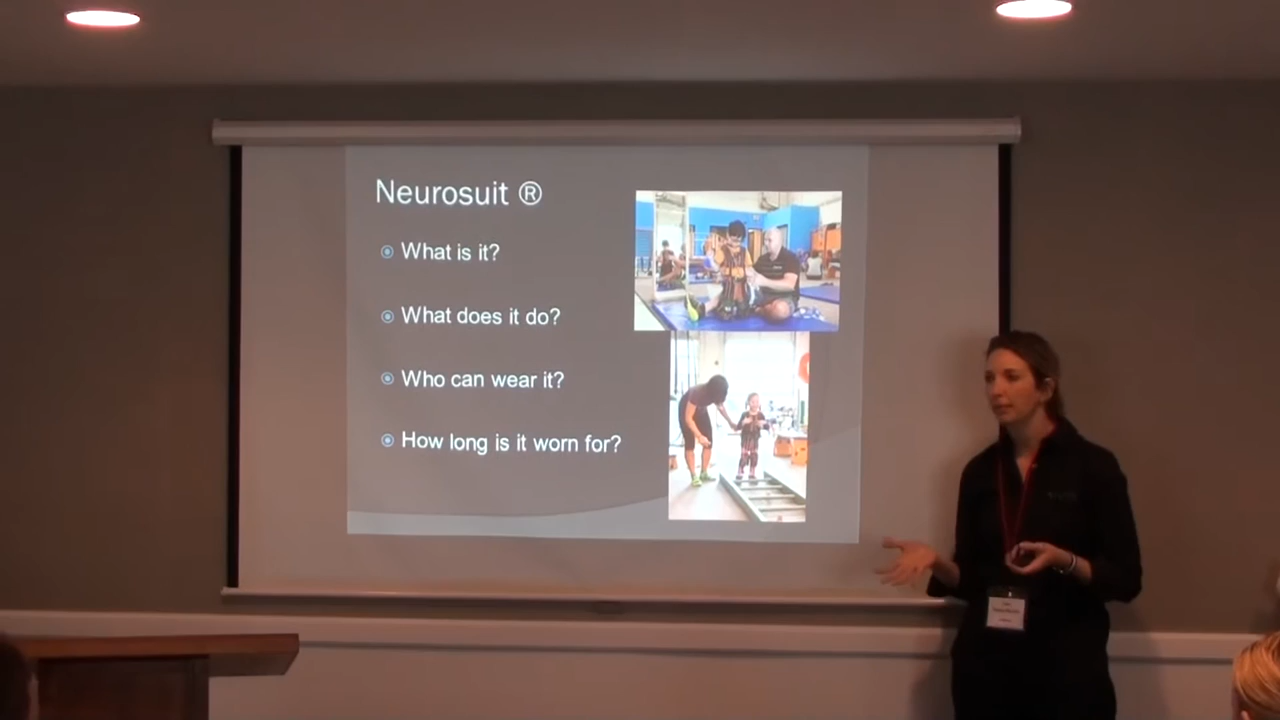 Neurosuit ®
What is it?
What does it do?
Who can wear it?
How long is it worn for?